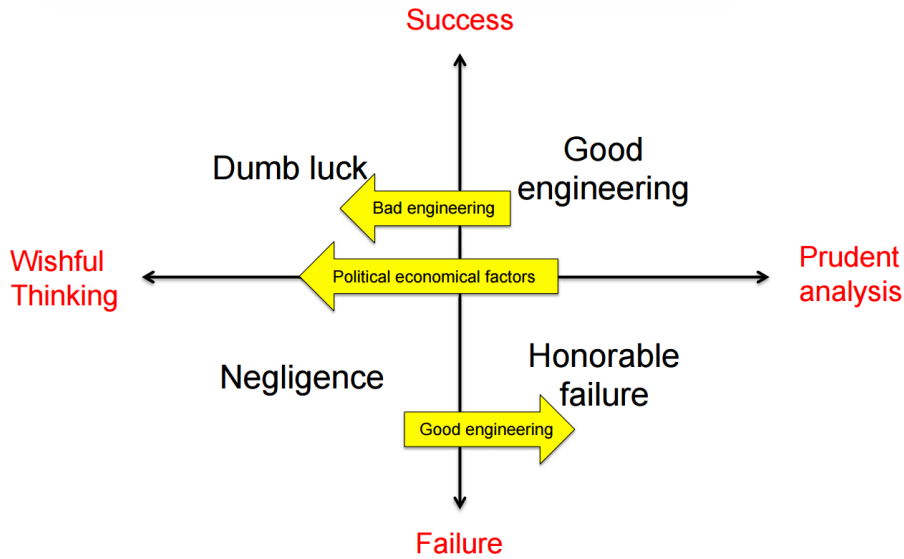 Success
Dumb luck
Good
engineering
Bad engineering
Wishful
Thinking
Political economical factors
Prudent
analysis
Negligence
Honorable
failure
Good engineering
Failure